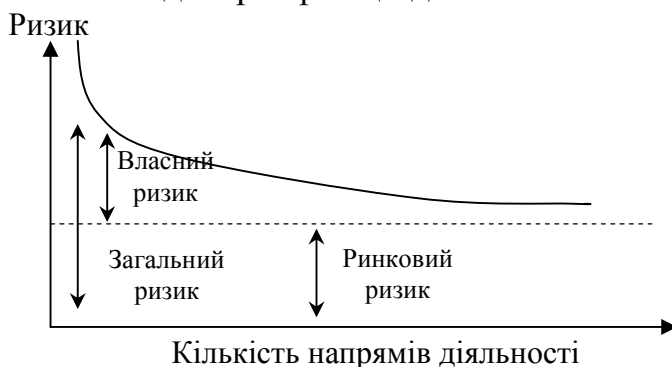 Ризик
Власний
ризик
Загальний
ризик
Ринковий
ризик
Кількість напрямів діяльності